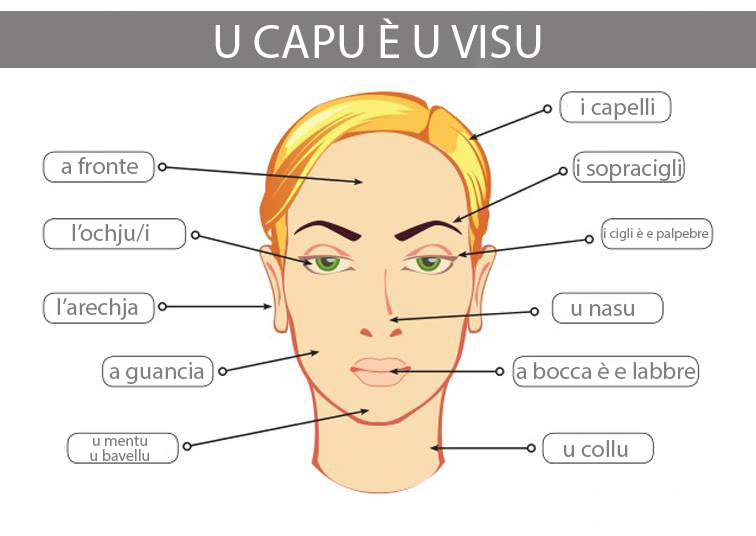 U CAPU È U VISU
i capelli
a fronte
i sopracigli
l'ochju/i
i cigli è e palpebre
l'arechja
u nasu
a guancia
a bocca è e labbre
u mentu
u bavellu
u collu